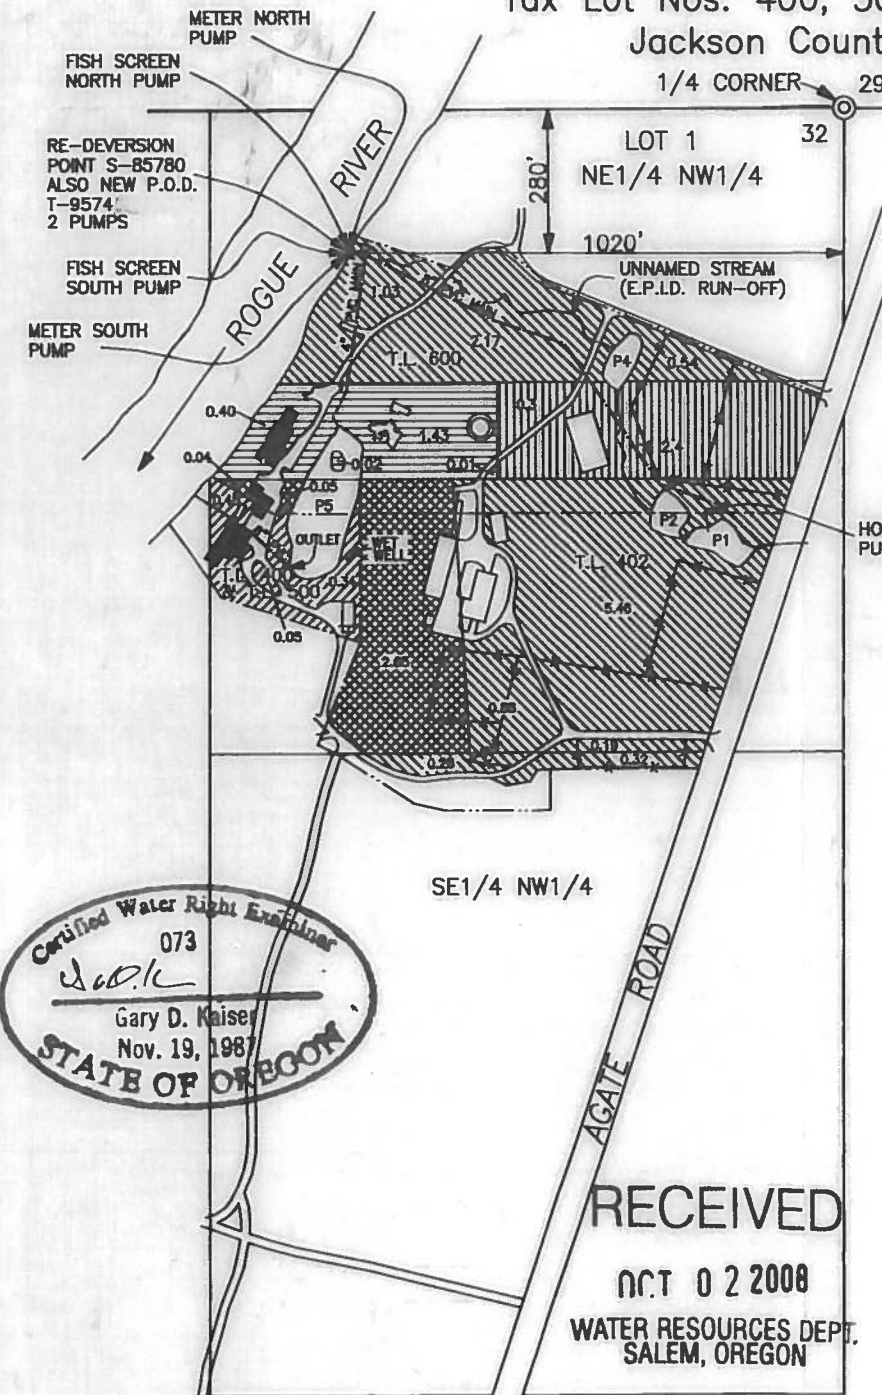 Tax Lot Nos. 400,
Jackson
METER NORTH
PUMP
FISH SCREEN
NORTH PUMP
1/4 CORNER
29
32
RE-DEVERSION
POINT S-85780
ALSO NEW P.O.D.
T-9574
2 PUMPS
LOT 1
NE1/4 NW1/4
280'
RIVER
1020'
FISH SCREEN
SOUTH PUMP
UNNAMED STREAM
(E.P.I.D. RUN-OFF)
ROGUE
METER SOUTH
PUMP
1.03
2.17
T.L. 600
P4
0.54
0.40
1.43
2.4
0.04
0.02
0.01
0.05
P5
P2
P1
OUTLET
WET
WELL
T.L. 402
5.46
0.05
2.65
0.28
0.19
0.32
SE1/4 NW1/4
Certified Water Right Examiner
073
Gary D. Kaiser
Nov. 19, 1987
STATE OF OREGON
AGATE ROAD
RECEIVED
OCT 02 2008
WATER RESOURCES DEPT.
SALEM, OREGON